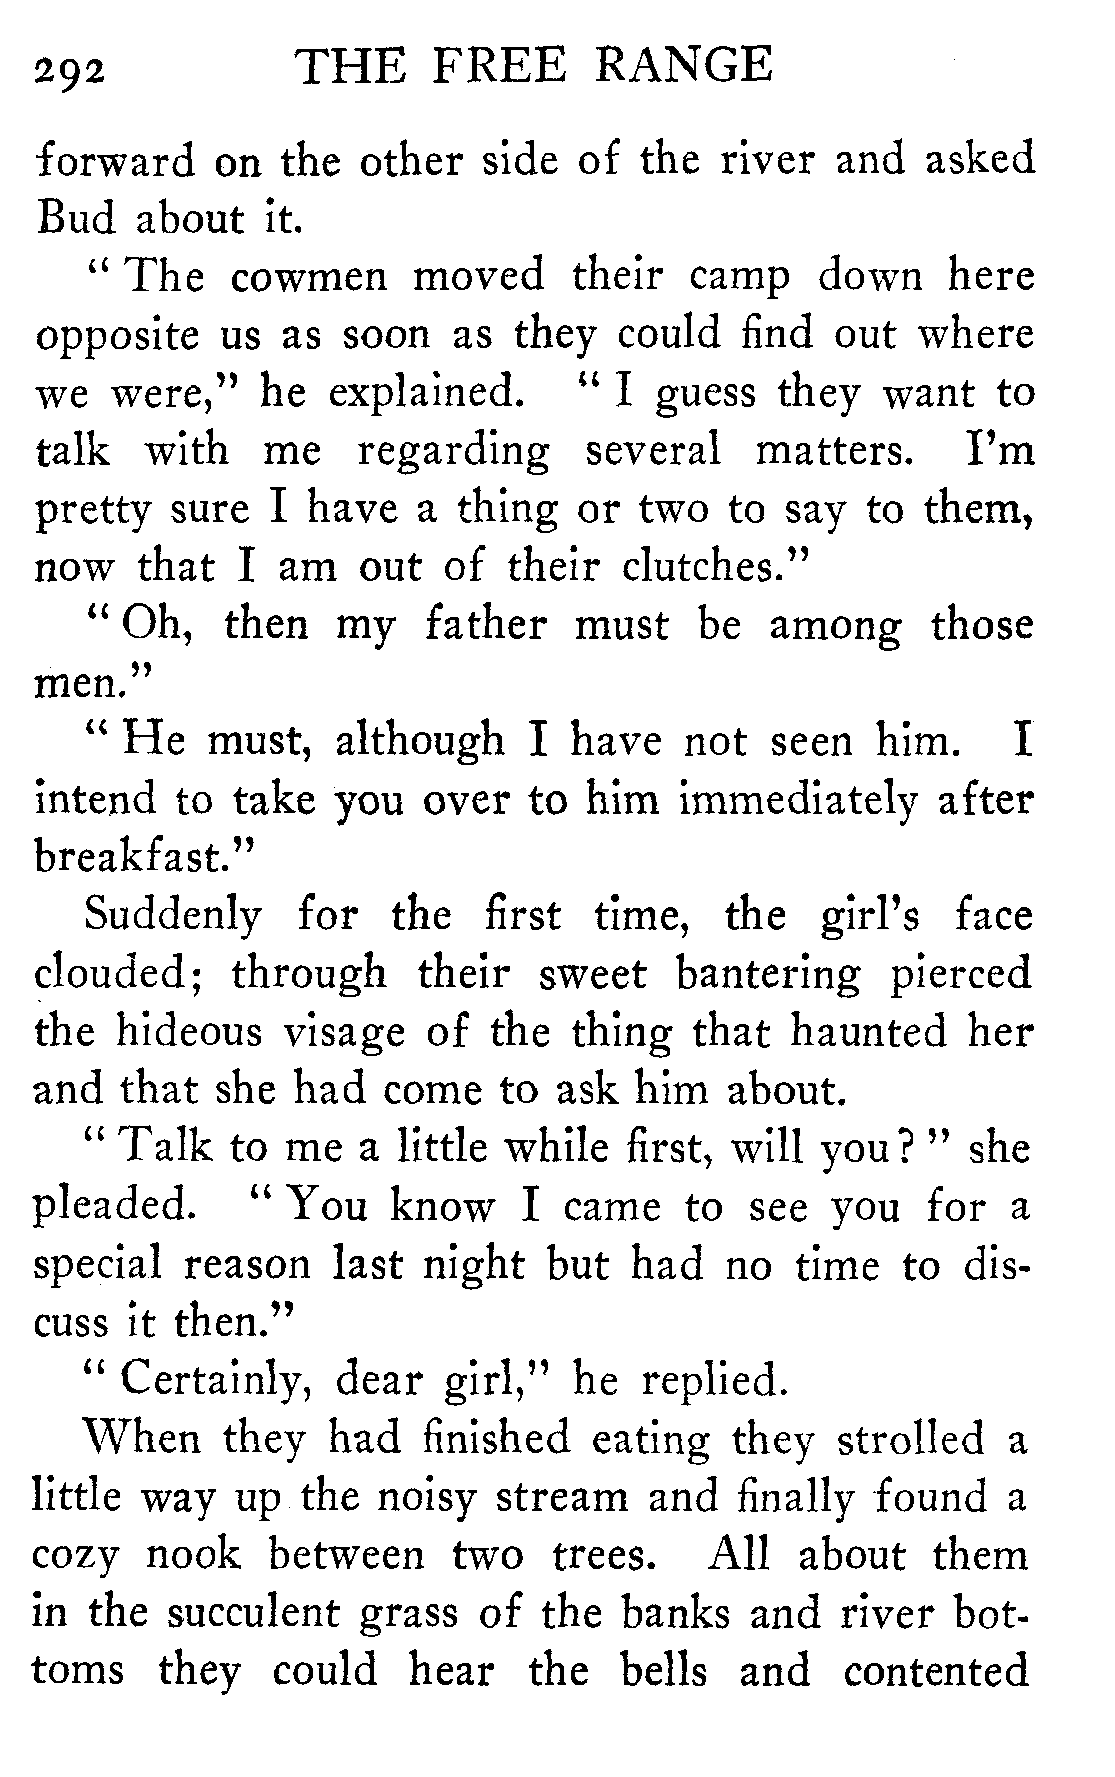 292 THE FREE RANGE
forward on the other side of the river and asked
Bud about it.
" The cowmen moved their camp down here
opposite us as soon as they could find out where
we were," he explained. " I guess they want to
talk with me regarding several matters. I'm
pretty sure I have a thing or two to say to them,
now that I am out of their clutches."
" Oh, then my father must be among those
men."
" He must, although I have not seen him. I
intend to take you over to him immediately after
breakfast."
Suddenly for the first time, the girl's face
clouded; through their sweet bantering pierced
the hideous visage of the thing that haunted her
and that she had come to ask him about.
" Talk to me a little while first, will you? " she
pleaded. " You know I came to see you for a
special reason last night but had no time to dis-
cuss it then."
" Certainly, dear girl," he replied.
When they had finished eating they strolled a
little way up the noisy stream and finally found a
cozy nook between two trees. All about them
in the succulent grass of the banks and river bot-
toms they could hear the bells and contented